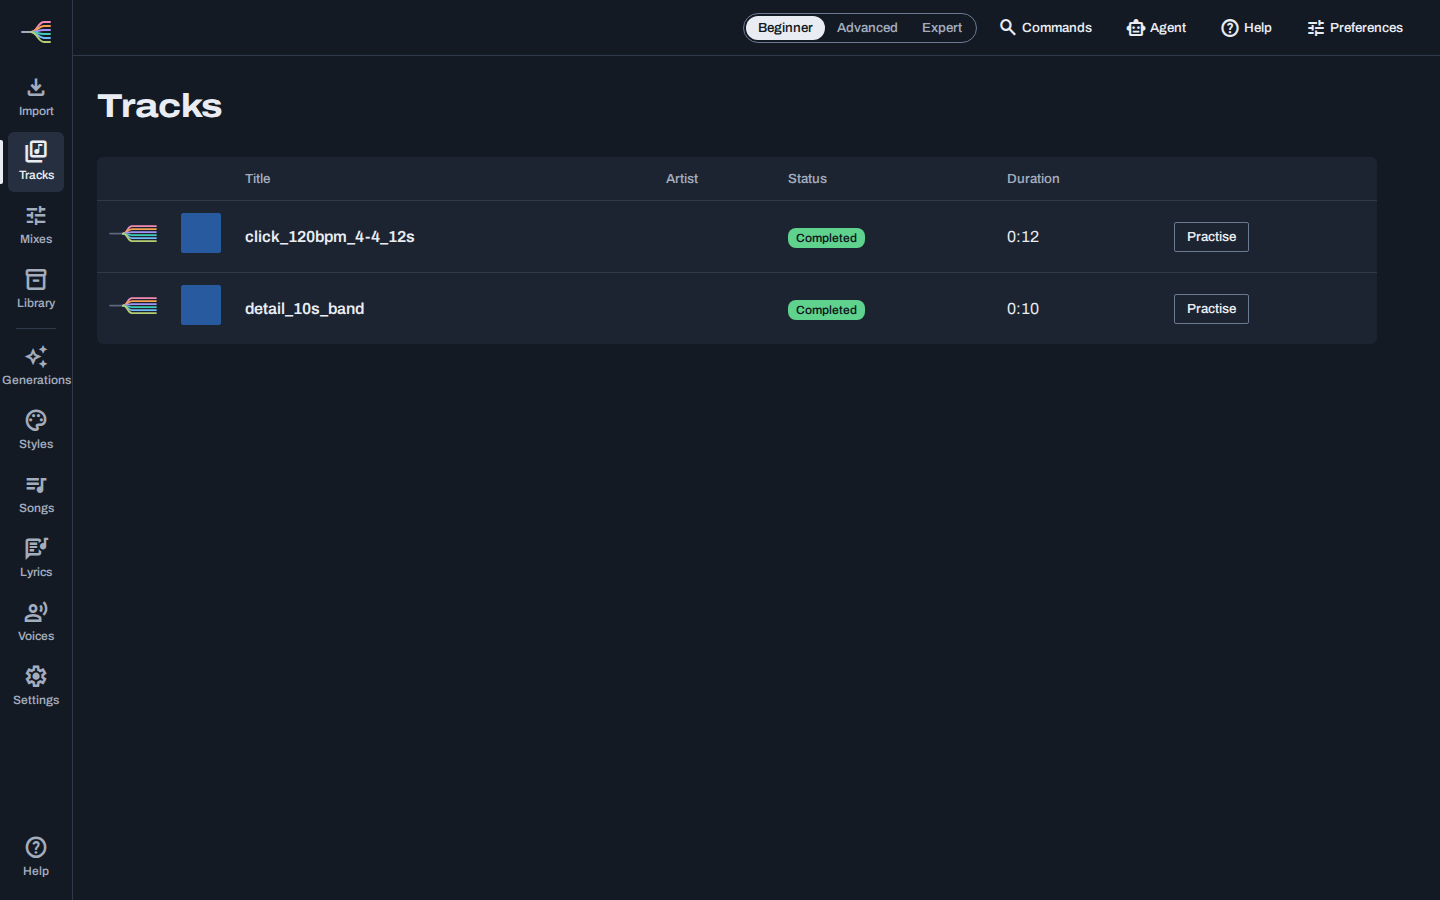 Beginner Advanced Expert Commands Agent Help Preferences
Import
Tracks
Mixes
Library
Generations
Styles
Songs
Lyrics
Voices
Settings
Help
Tracks
Title Artist Status Duration
click_120bpm_4-4_12s Completed 0:12 Practise
detail_10s_band Completed 0:10 Practise